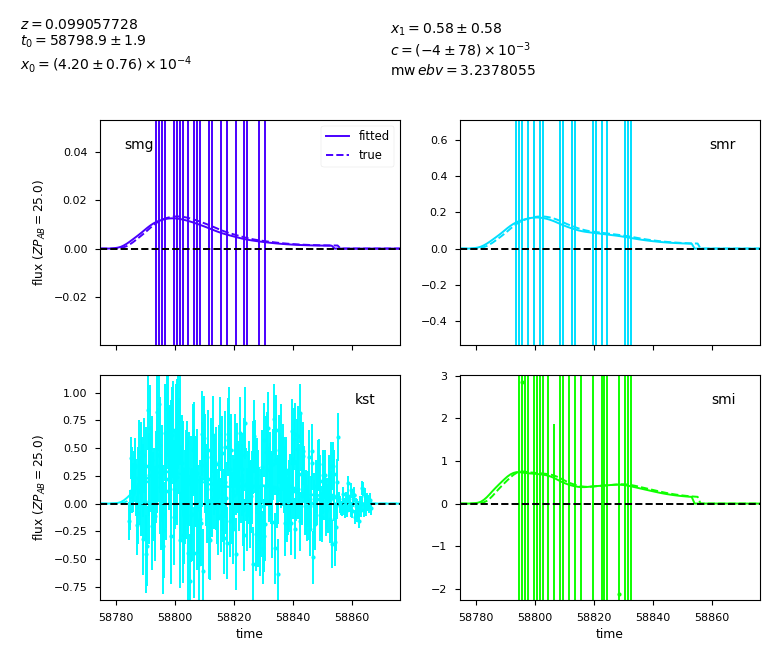 z = 0.099057728
t₀ = 58798.9 ± 1.9
x₀ = (4.20 ± 0.76) × 10⁻⁴
x₁ = 0.58 ± 0.58
c = (−4 ± 78) × 10⁻³
mw ebv = 3.2378055
smg
fitted
true
0.04
0.02
0.00
−0.02
flux (ZP_AB = 25.0)
smr
0.6
0.4
0.2
0.0
−0.2
−0.4
kst
1.00
0.75
0.50
0.25
0.00
−0.25
−0.50
−0.75
flux (ZP_AB = 25.0)
58780 58800 58820 58840 58860
time
smi
3
2
1
0
−1
−2
58780 58800 58820 58840 58860
time